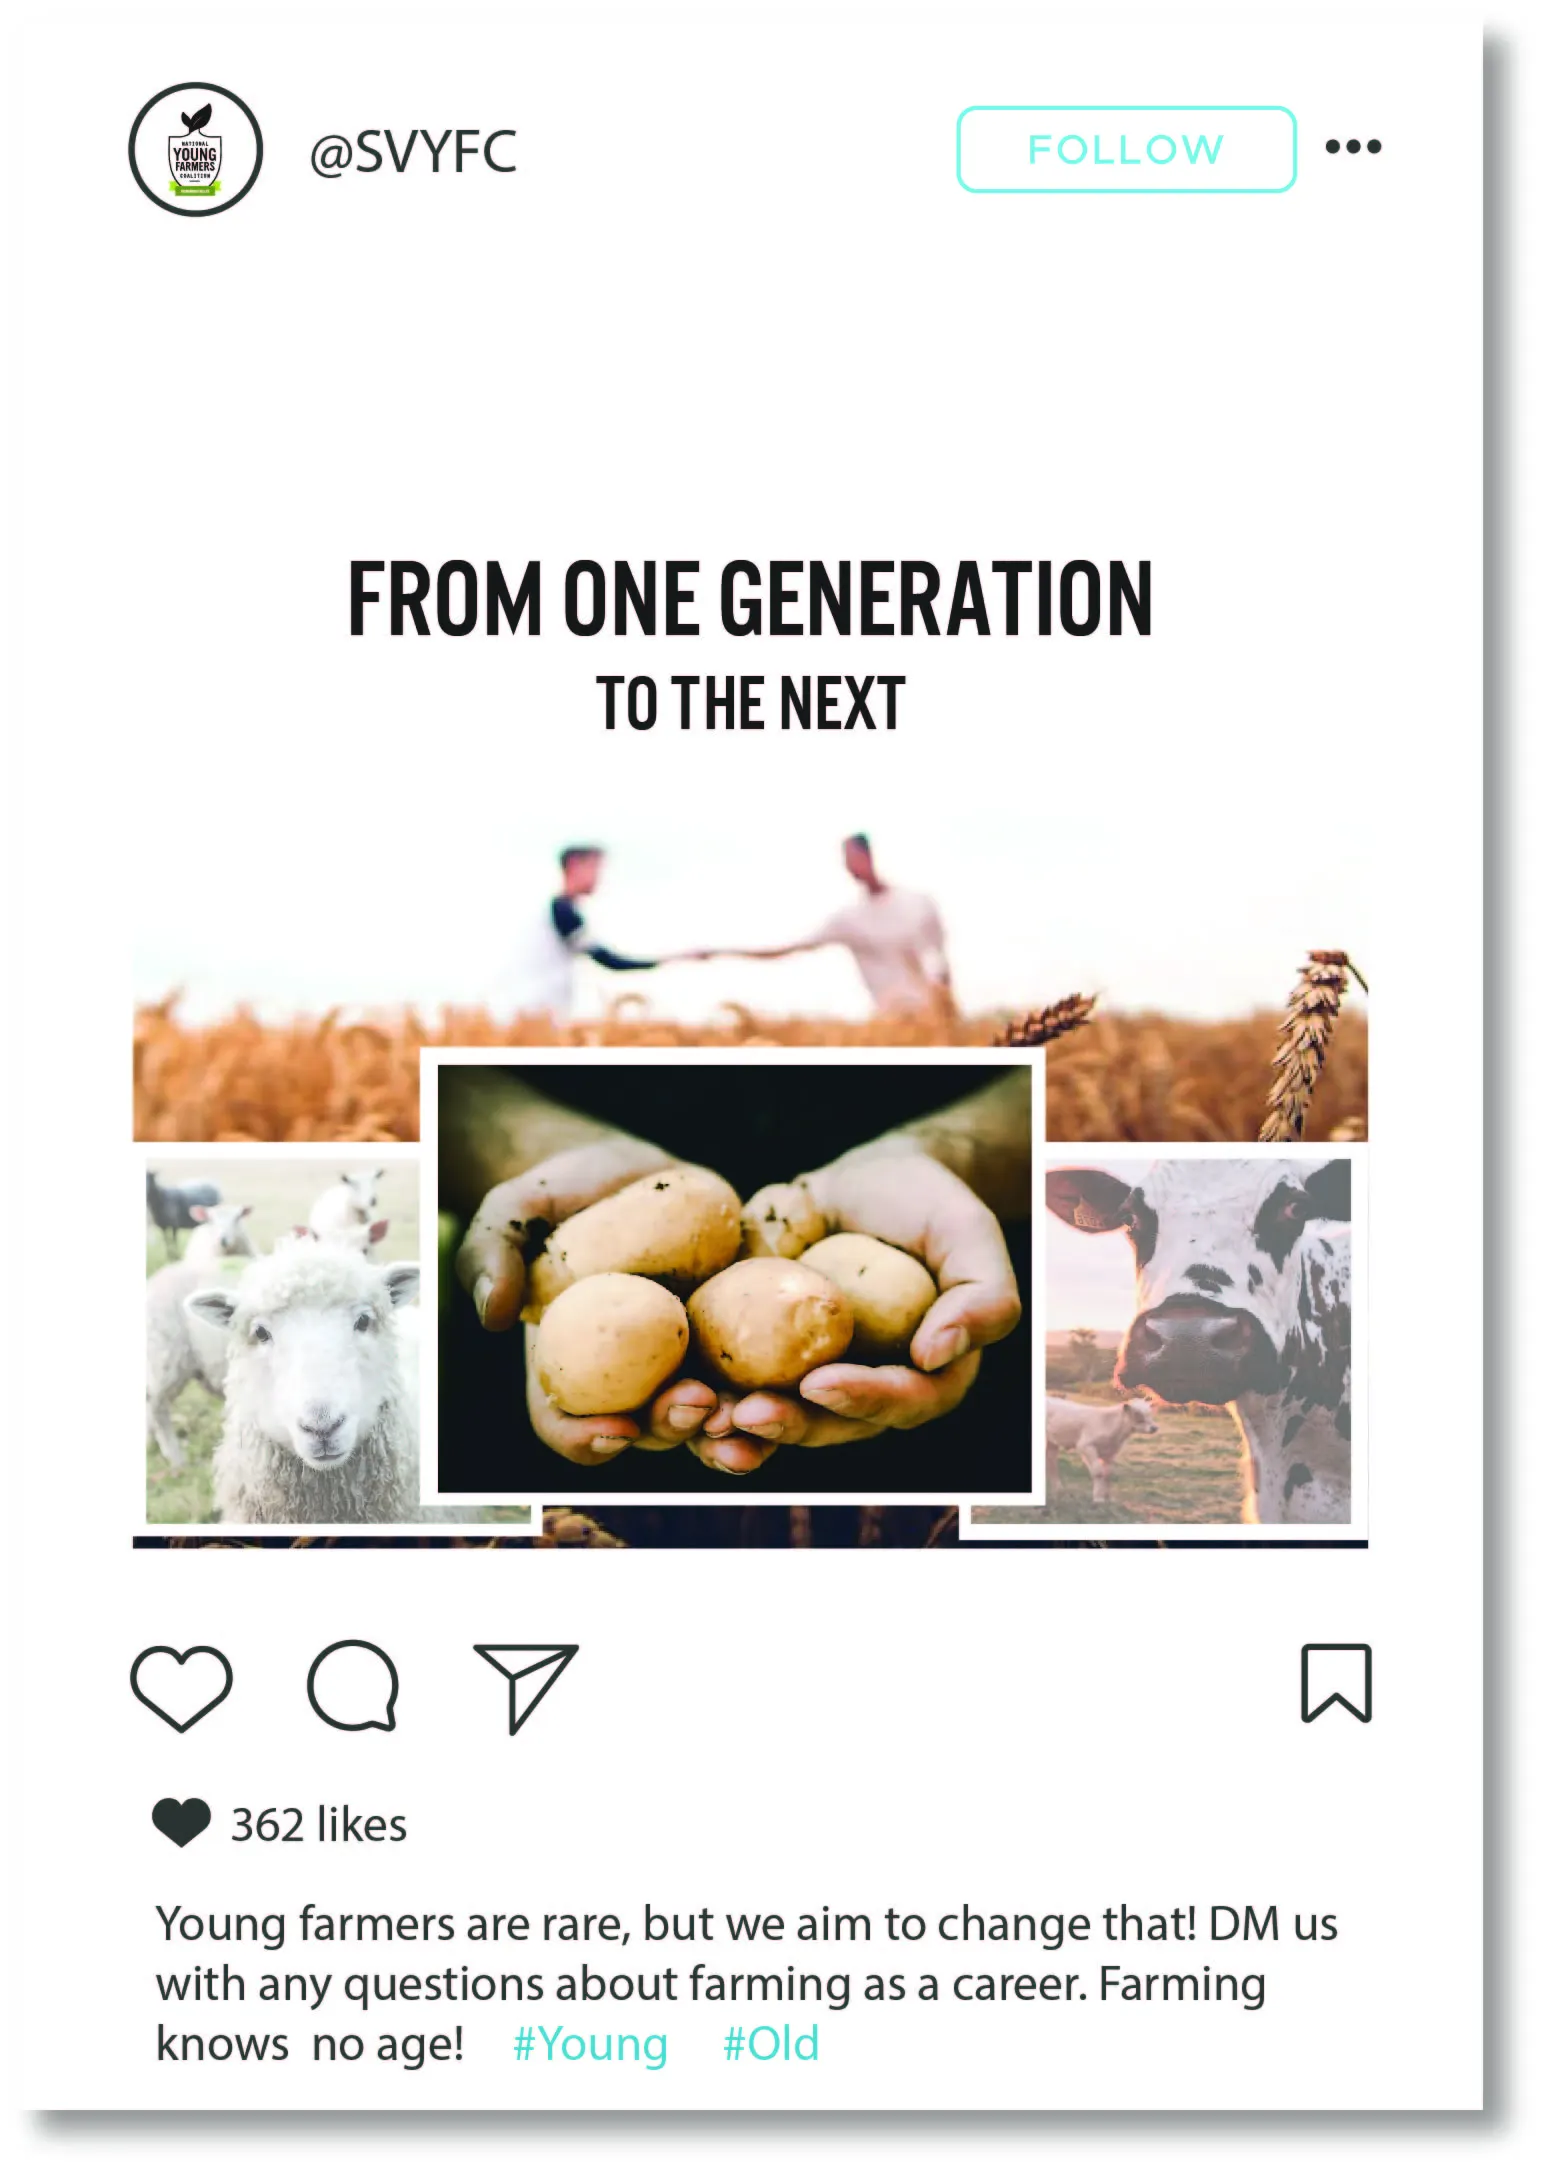 NATIONAL
YOUNG
FARMERS
COALITION
@SVYFC
FOLLOW
FROM ONE GENERATION
TO THE NEXT
362 likes
Young farmers are rare, but we aim to change that! DM us
with any questions about farming as a career. Farming
knows  no age!    #Young    #Old